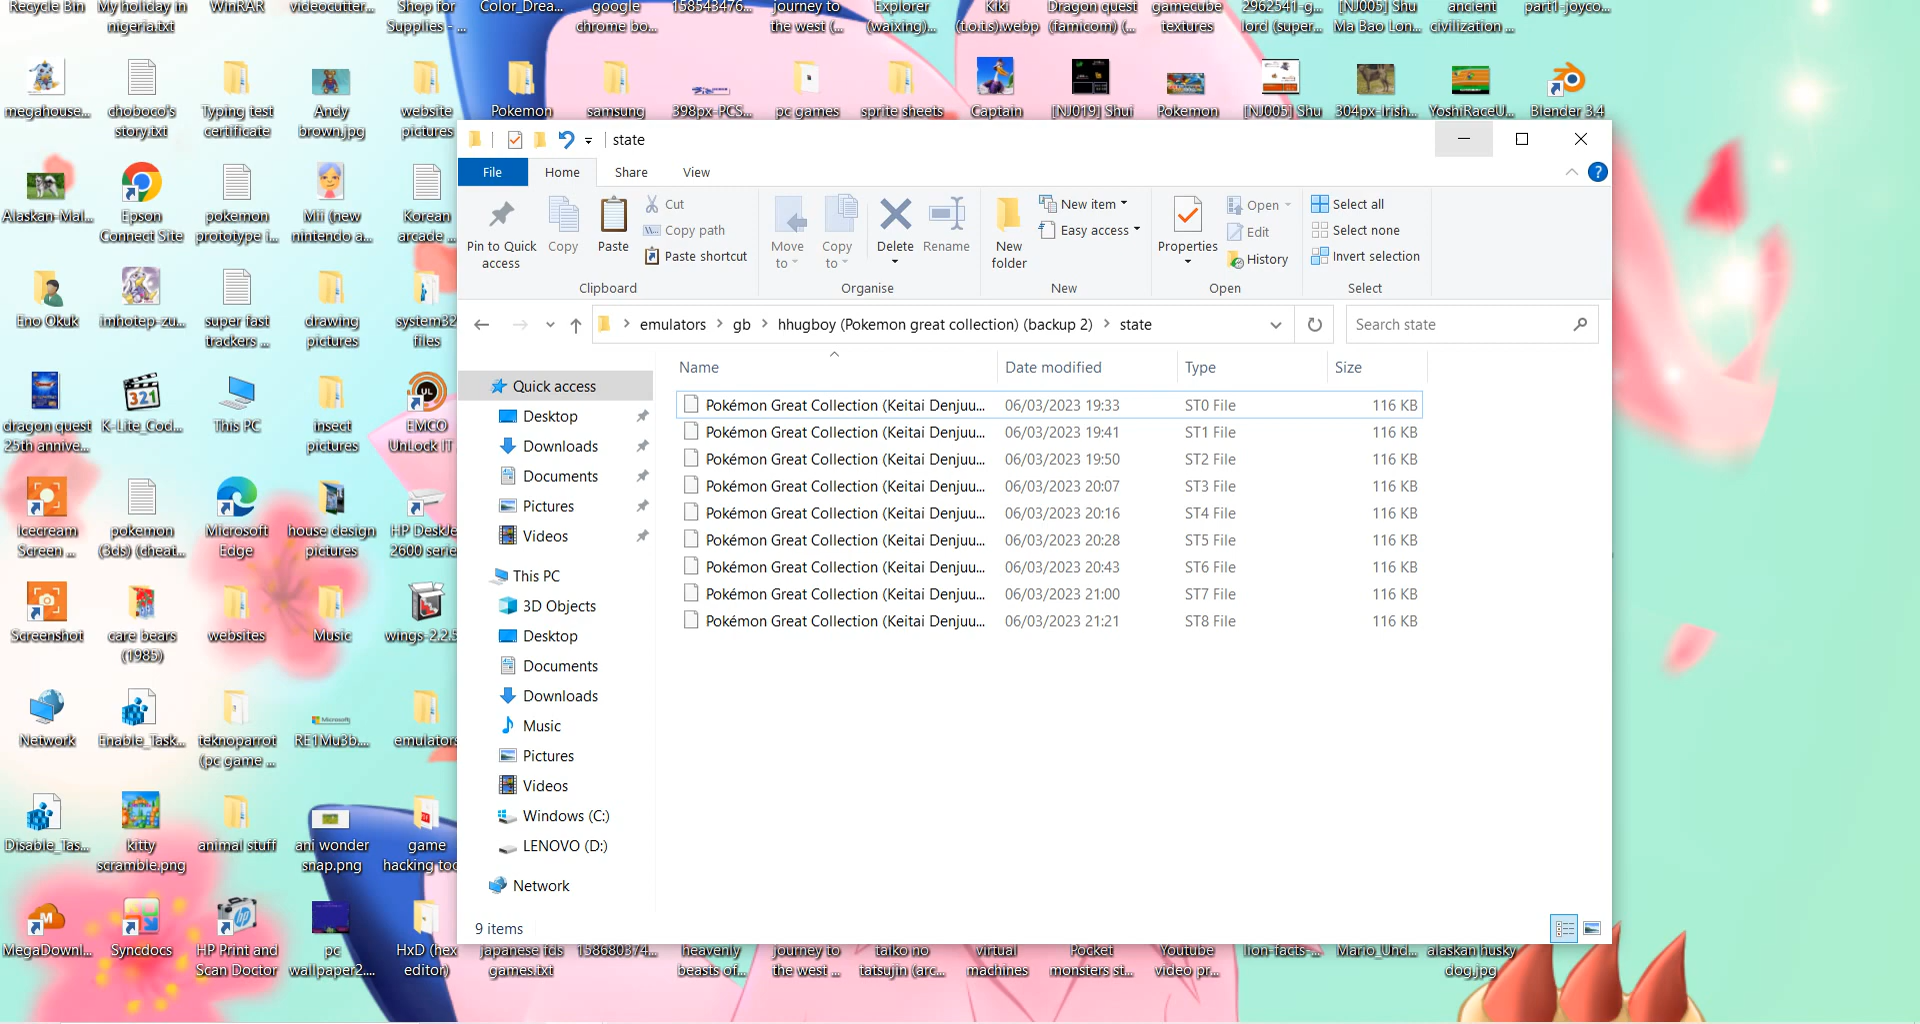 Recycle Bin
My holiday in
nigeria.txt
WinRAR
videocutter...
Shop for
Supplies - ...
Color_Drea...
google
chrome bo...
158543476...
journey to
the west (...
Explorer
(waixing)...
Kiki
(t.o.t.s).webp
Dragon quest
(famicom) (...
gamecube
textures
2962541-g...
lord (super...
[NJ005] Shu
Ma Bao Lon...
ancient
civilization ...
part1-joyco...
megahouse...
choboco's
story.txt
Typing test
certificate
Andy
brown.jpg
website
pictures
Pokemon
samsung
398px-PCS...
pc games
sprite sheets
Captain
[NJ019] Shui
Pokemon
[NJ005] Shu
304px-Irish...
YoshiRaceU...
Blender 3.4
Alaskan-Mal...
Epson
Connect Site
pokemon
prototype i...
Mii (new
nintendo a...
Korean
arcade ...
Eno Okuk
imhotep-zu...
super fast
trackers ...
drawing
pictures
system32
files
dragon quest
25th annive...
321
K-Lite_Cod...
This PC
insect
pictures
UL
EMCO
UnLock IT
Icecream
Screen ...
pokemon
(3ds) (cheat...
Microsoft
Edge
house design
pictures
HP DeskJe
2600 serie
Screenshot
care bears
(1985)
websites
Music
wings-2.2.5
Network
Enable_Task...
teknoparrot
(pc game ...
Microsoft
RE1Mu3b...
emulators
Disable_Tas...
kitty
scramble.png
animal stuff
ani wonder
snap.png
game
hacking too
MegaDownl...
Syncdocs
HP Print and
Scan Doctor
pc
wallpaper2....
HxD (hex
editor)
japanese fds
games.txt
158680374...
heavenly
beasts of...
journey to
the west ...
taiko no
tatsujin (arc...
virtual
machines
Pocket
monsters st...
Youtube
video pr...
lion-facts-...
Mario_Und...
alaskan husky
dog.jpg
state
File
Home
Share
View
Pin to Quick
access
Copy
Paste
Cut
Copy path
Paste shortcut
Clipboard
Move
to
Copy
to
Delete
Rename
Organise
New
folder
New item
Easy access
New
Properties
Open
Edit
History
Open
Select all
Select none
Invert selection
Select
emulators > gb > hhugboy (Pokemon great collection) (backup 2) > state
Search state
Name Date modified Type Size
Pokémon Great Collection (Keitai Denjuu... 06/03/2023 19:33 ST0 File 116 KB
Pokémon Great Collection (Keitai Denjuu... 06/03/2023 19:41 ST1 File 116 KB
Pokémon Great Collection (Keitai Denjuu... 06/03/2023 19:50 ST2 File 116 KB
Pokémon Great Collection (Keitai Denjuu... 06/03/2023 20:07 ST3 File 116 KB
Pokémon Great Collection (Keitai Denjuu... 06/03/2023 20:16 ST4 File 116 KB
Pokémon Great Collection (Keitai Denjuu... 06/03/2023 20:28 ST5 File 116 KB
Pokémon Great Collection (Keitai Denjuu... 06/03/2023 20:43 ST6 File 116 KB
Pokémon Great Collection (Keitai Denjuu... 06/03/2023 21:00 ST7 File 116 KB
Pokémon Great Collection (Keitai Denjuu... 06/03/2023 21:21 ST8 File 116 KB
Quick access
Desktop
Downloads
Documents
Pictures
Videos
This PC
3D Objects
Desktop
Documents
Downloads
Music
Pictures
Videos
Windows (C:)
LENOVO (D:)
Network
9 items